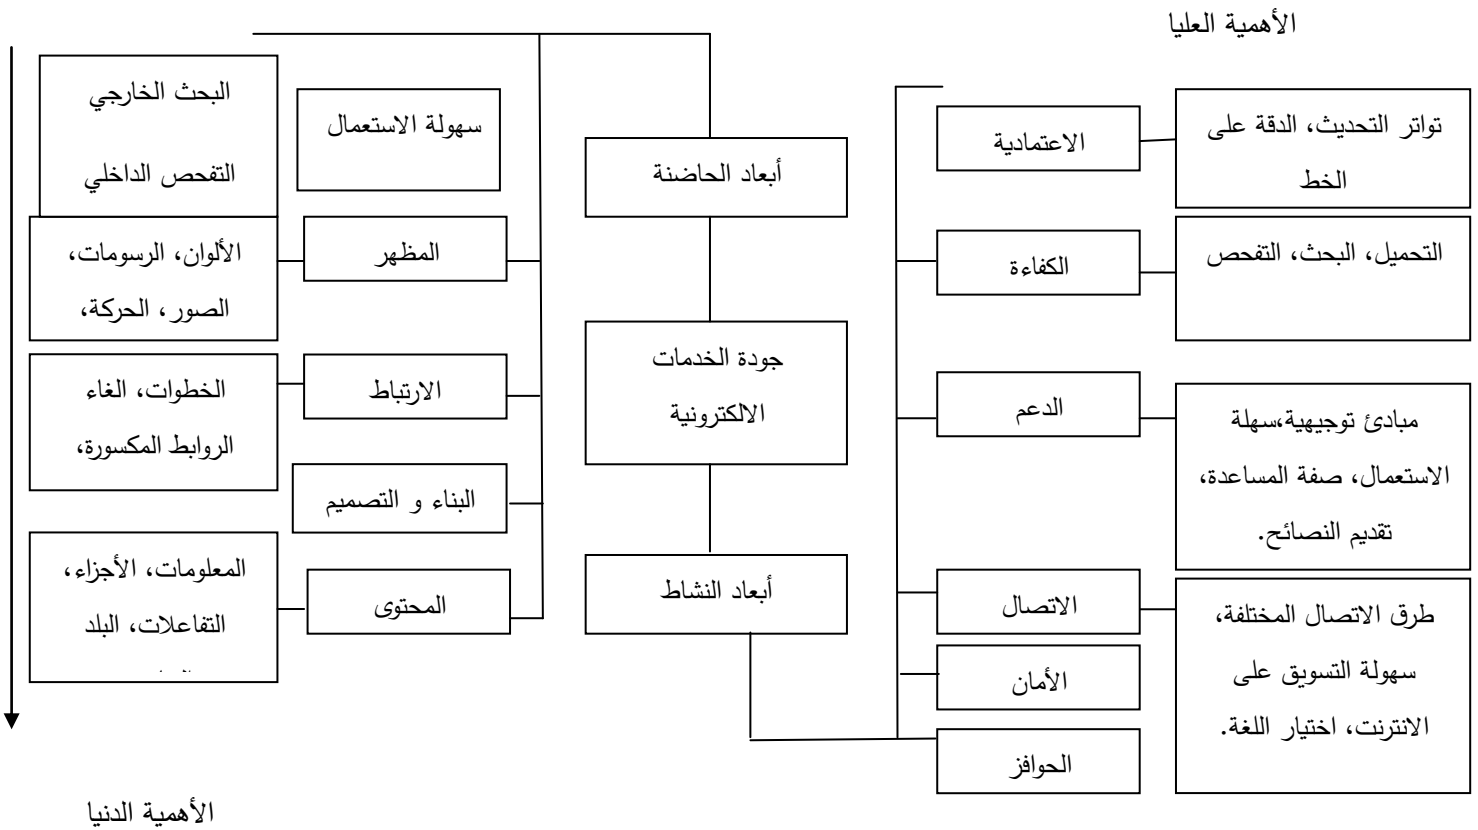 الأهمية العليا
تواتر التحديث، الدقة على
الخط
الاعتمادية
التحميل، البحث، التفحص
الكفاءة
مبادئ توجيهية،سهلة
الاستعمال، صفة المساعدة،
تقديم النصائح.
الدعم
طرق الاتصال المختلفة،
سهولة التسويق على
الانترنت، اختيار اللغة.
الاتصال
الأمان
الحوافز
أبعاد الحاضنة
جودة الخدمات
الالكترونية
أبعاد النشاط
سهولة الاستعمال
المظهر
الارتباط
البناء و التصميم
المحتوى
البحث الخارجي
التفحص الداخلي
الألوان، الرسومات،
الصور، الحركة،
الخطوات، الغاء
الروابط المكسورة،
المعلومات، الأجزاء،
التفاعلات، البلد
الأهمية الدنيا